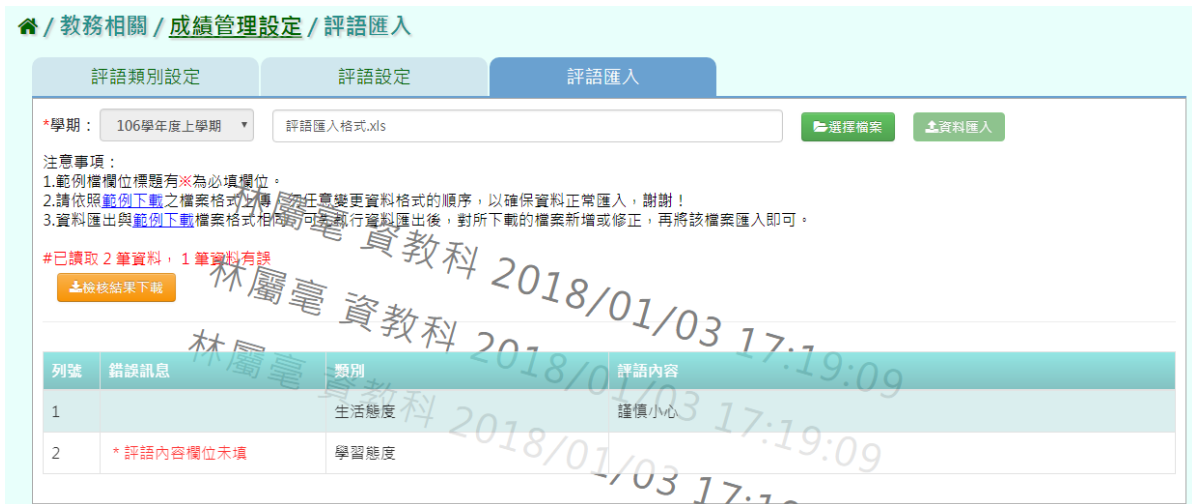 / 教務相關 / 成績管理設定 / 評語匯入
評語類別設定 評語設定 評語匯入
*學期： 106學年度上學期 評語匯入格式.xls 選擇檔案 資料匯入
注意事項：
1.範例檔欄位標題有※為必填欄位。
2.請依照範例下載之檔案格式上傳，勿任意變更資料格式的順序，以確保資料正常匯入，謝謝！
3.資料匯出與範例下載檔案格式相同，可先執行資料匯出後，對所下載的檔案新增或修正，再將該檔案匯入即可。
#已讀取 2 筆資料， 1 筆資料有誤
檢核結果下載
林屬毫 資教科 2018/01/03 17:19:09
林屬毫 資教科 2018/01/03 17:19:09
林屬毫 資教科 2018/01/03 17:19:09
列號 錯誤訊息 類別 評語內容
1 生活態度 謹慎小心
2 * 評語內容欄位未填 學習態度